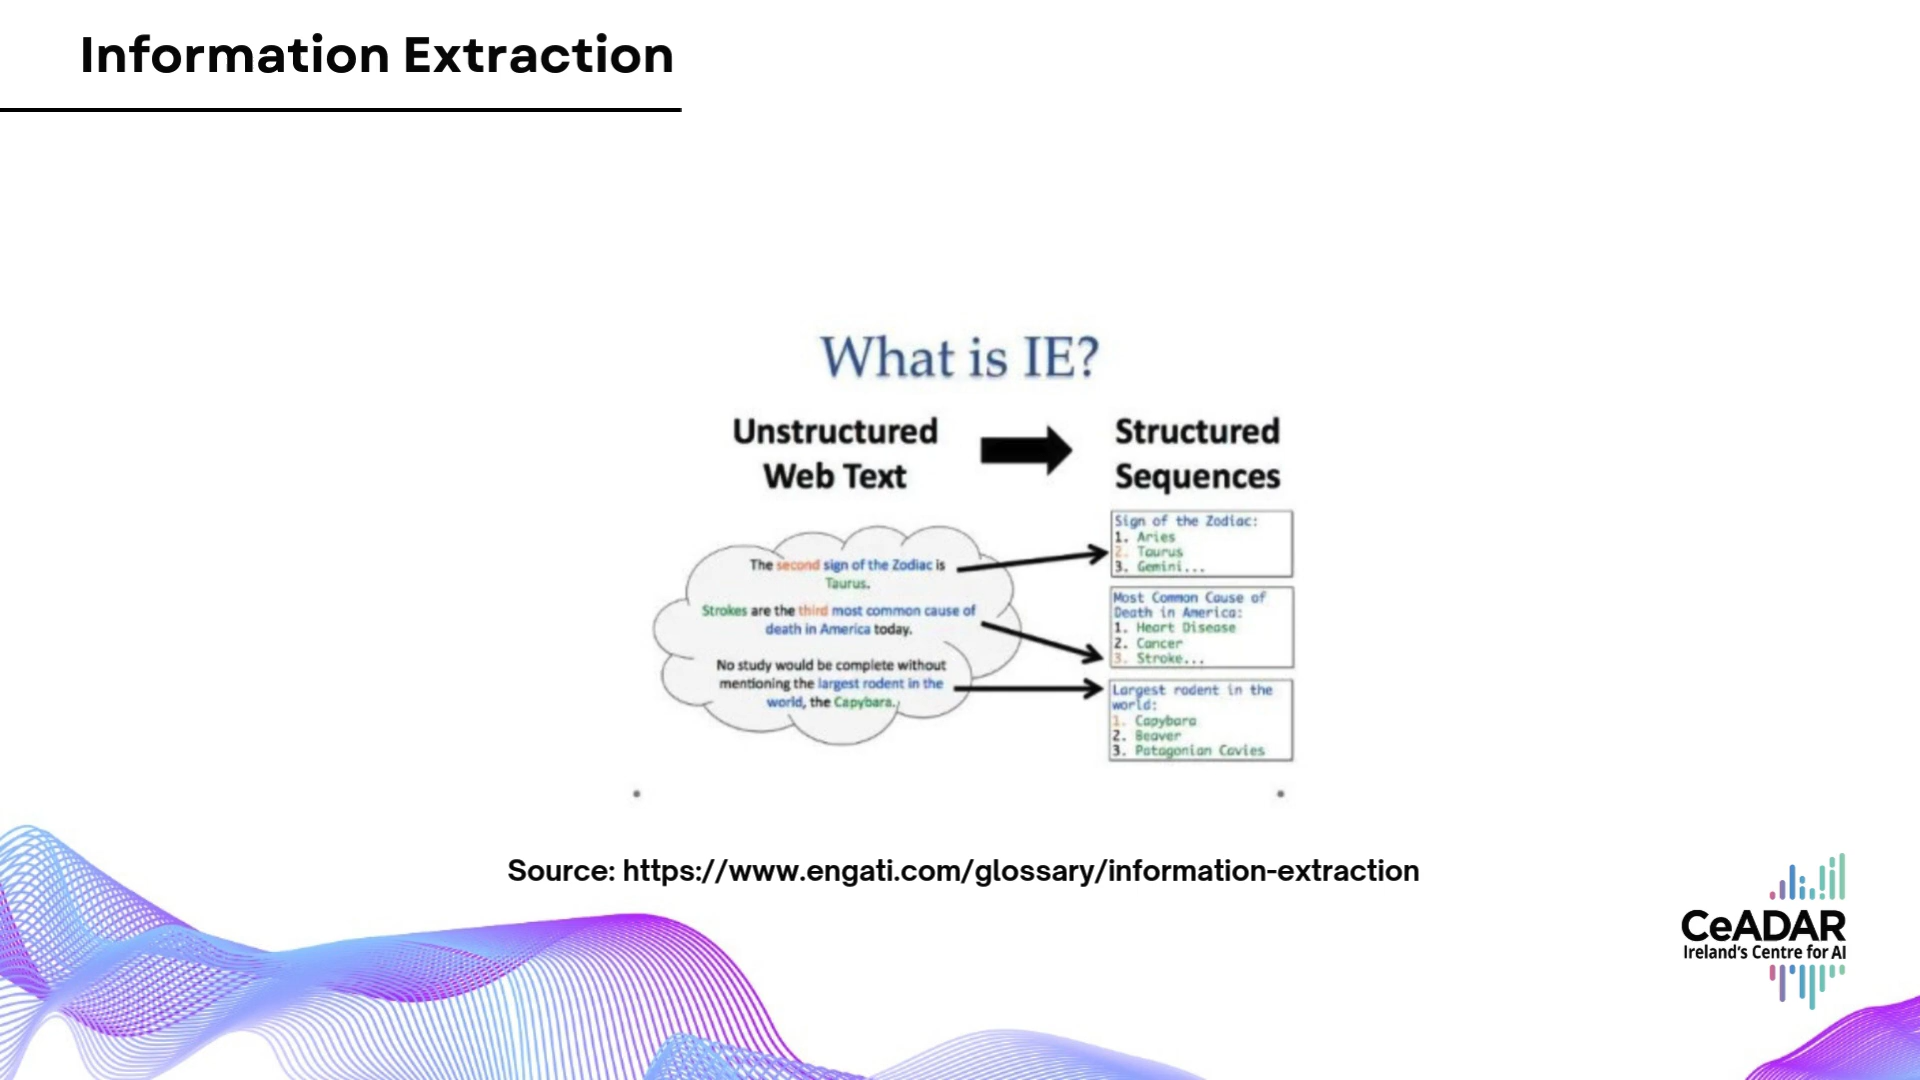 Information Extraction
What is IE?
Unstructured
Web Text
Structured
Sequences
The second sign of the Zodiac is
Taurus.
Strokes are the third most common cause of
death in America today.
No study would be complete without
mentioning the largest rodent in the
world, the Capybara.
Sign of the Zodiac:
1. Aries
2. Taurus
3. Gemini...
Most Common Cause of
Death in America:
1. Heart Disease
2. Cancer
3. Stroke...
Largest rodent in the
world:
1. Capybara
2. Beaver
3. Patagonian Cavies
Source: https://www.engati.com/glossary/information-extraction
CeADAR
Ireland's Centre for AI